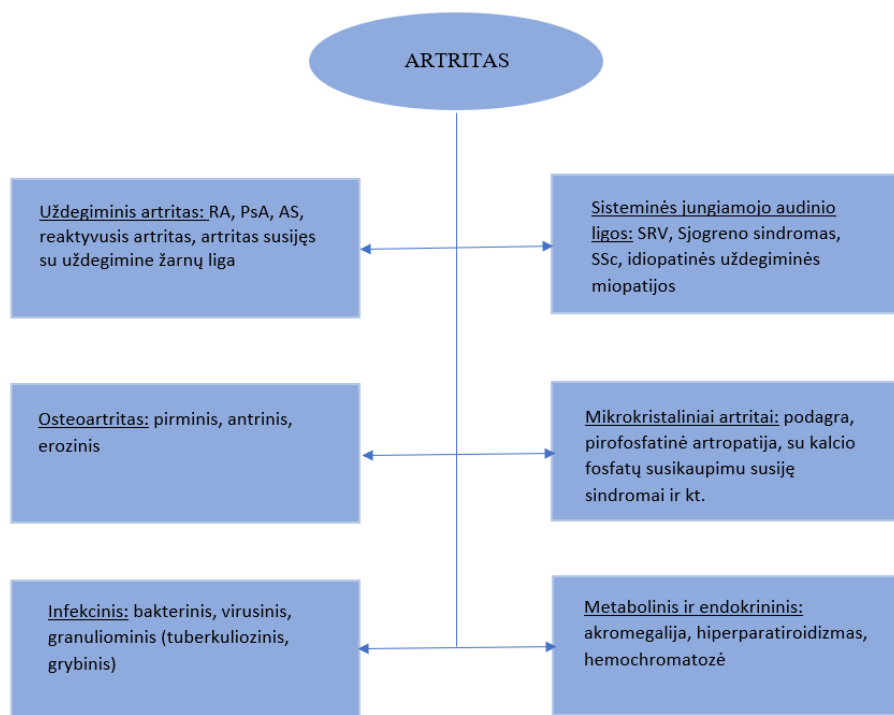 ARTRITAS
Uždegiminis artritas: RA, PsA, AS,
reaktyvusis artritas, artritas susijęs
su uždegimine žarnų liga
Sisteminės jungiamojo audinio
ligos: SRV, Sjogreno sindromas,
SSc, idiopatinės uždegiminės
miopatijos
Osteoartritas: pirminis, antrinis,
erozinis
Mikrokristaliniai artritai: podagra,
pirofosfatinė artropatija, su kalcio
fosfatų susikaupimu susiję
sindromai ir kt.
Infekcinis: bakterinis, virusinis,
granuliominis (tuberkuliozinis,
grybinis)
Metabolinis ir endokrininis:
akromegalija, hiperparatiroidizmas,
hemochromatozė